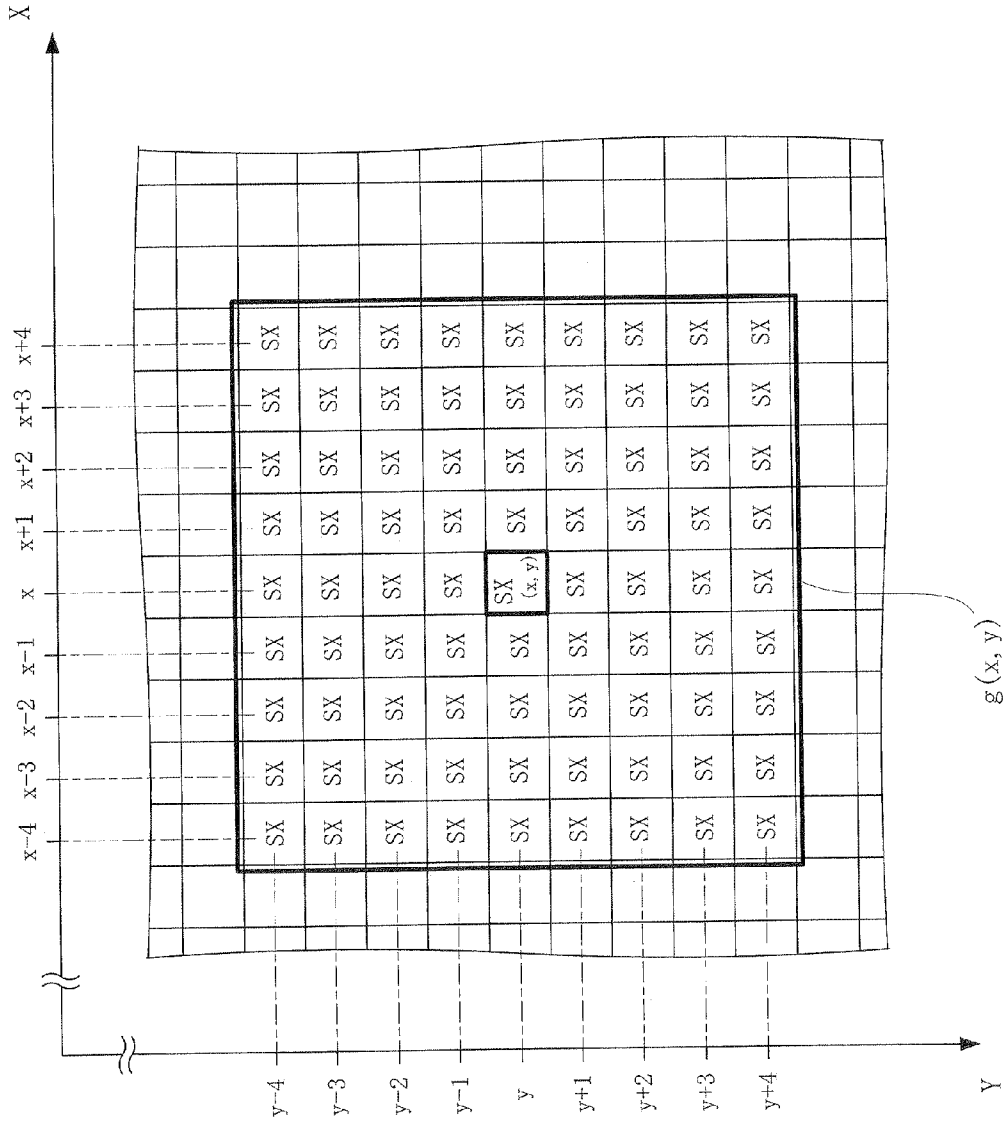 X
x-4 x-3 x-2 x-1 x x+1 x+2 x+3 x+4
y-4 SX SX SX SX SX SX SX SX SX
y-3 SX SX SX SX SX SX SX SX SX
y-2 SX SX SX SX SX SX SX SX SX
y-1 SX SX SX SX SX SX SX SX SX
y SX SX SX SX SX SX SX SX SX
(x, y)
y+1 SX SX SX SX SX SX SX SX SX
y+2 SX SX SX SX SX SX SX SX SX
y+3 SX SX SX SX SX SX SX SX SX
y+4 SX SX SX SX SX SX SX SX SX
Y
g(x, y)